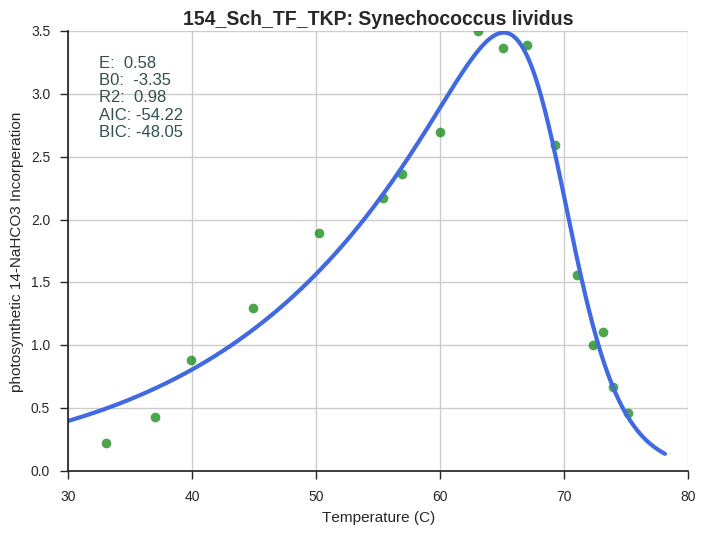 154_Sch_TF_TKP: Synechococcus lividus
E:  0.58
B0:  -3.35
R2:  0.98
AIC: -54.22
BIC: -48.05
photosynthetic 14-NaHCO3 Incorperation
3.5
3.0
2.5
2.0
1.5
1.0
0.5
0.0
30 40 50 60 70 80
Temperature (C)